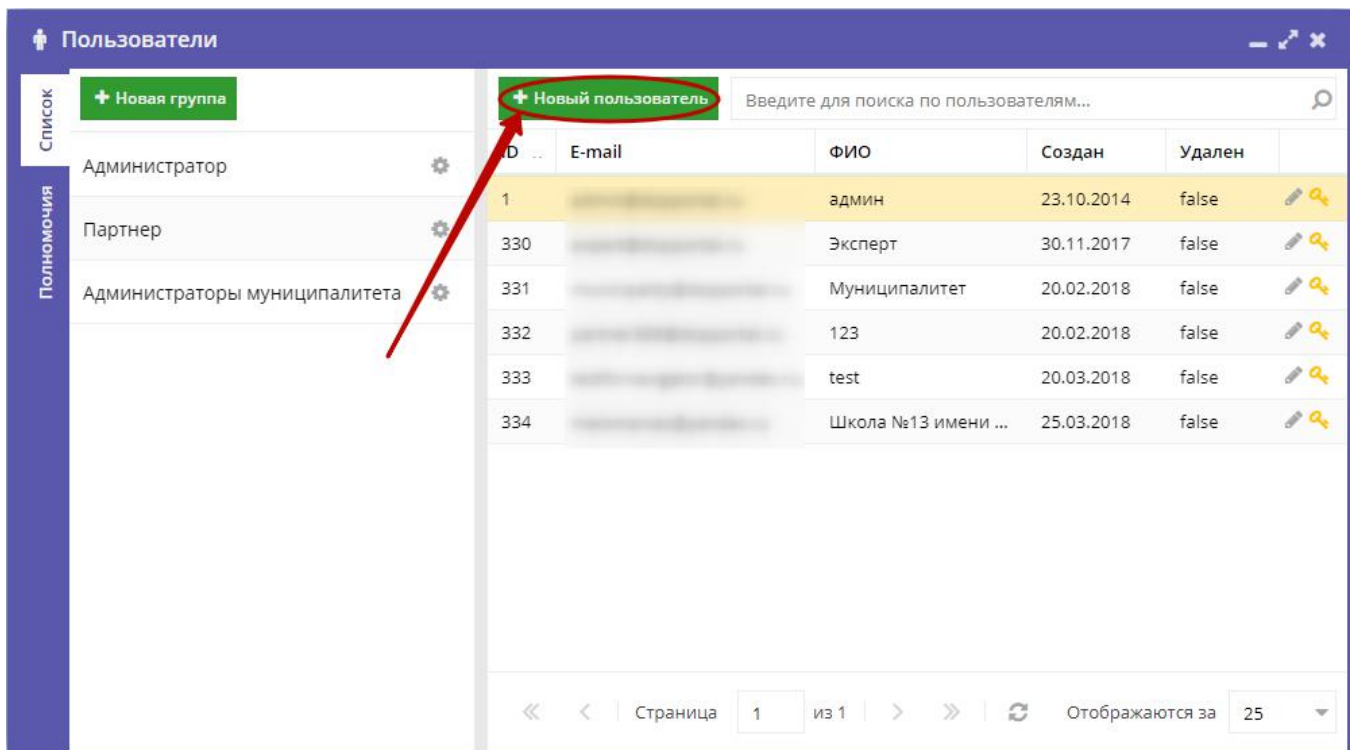 Пользователи
Список
Полномочия
+ Новая группа
Администратор
Партнер
Администраторы муниципалитета
+ Новый пользователь
Введите для поиска по пользователям...
ID .. E-mail ФИО Создан Удален
1 админ 23.10.2014 false
330 Эксперт 30.11.2017 false
331 Муниципалитет 20.02.2018 false
332 123 20.02.2018 false
333 test 20.03.2018 false
334 Школа №13 имени ... 25.03.2018 false
Страница 1 из 1 Отображаются за 25